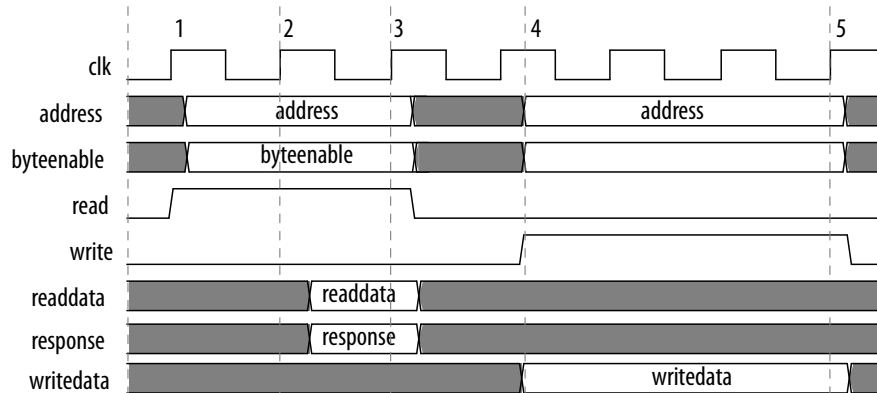 1 2 3 4 5
clk
address address address
byteenable byteenable
read
write
readdata readdata
response response
writedata writedata